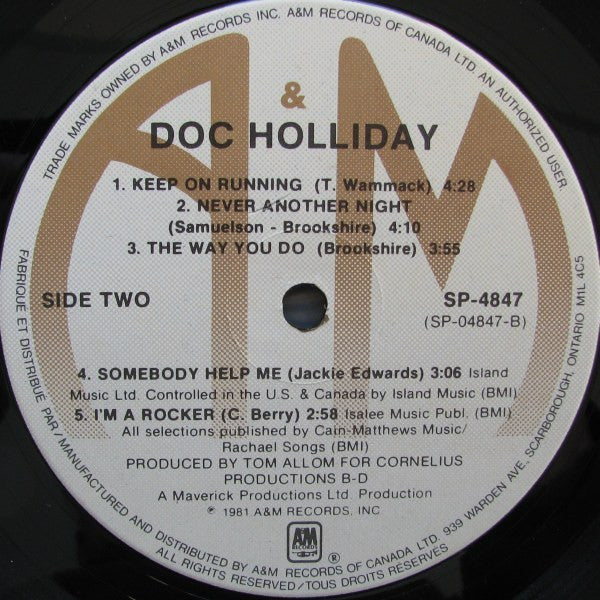 TRADE MARKS OWNED BY A&M RECORDS INC. A&M RECORDS OF CANADA LTD. AN AUTHORIZED USER
&
DOC HOLLIDAY
1. KEEP ON RUNNING (T. Wammack) 4:28
2. NEVER ANOTHER NIGHT
(Samuelson - Brookshire) 4:10
3. THE WAY YOU DO (Brookshire) 3:55
SIDE TWO
SP-4847
(SP-04847-B)
4. SOMEBODY HELP ME (Jackie Edwards) 3:06 Island
Music Ltd. Controlled in the U.S. & Canada by Island Music (BMI)
5. I'M A ROCKER (C. Berry) 2:58 Isalee Music Publ. (BMI)
All selections published by Cain-Matthews Music/
Rachael Songs (BMI)
PRODUCED BY TOM ALLOM FOR CORNELIUS
PRODUCTIONS B-D
A Maverick Productions Ltd. Production
℗ 1981 A&M RECORDS, INC
A&M
RECORDS
®
FABRIQUÉ ET DISTRIBUÉ PAR/MANUFACTURED AND DISTRIBUTED BY A&M RECORDS OF CANADA LTD. 939 WARDEN AVE, SCARBOROUGH, ONTARIO M1L 4C5
ALL RIGHTS RESERVED/TOUS DROITS RESERVÉS